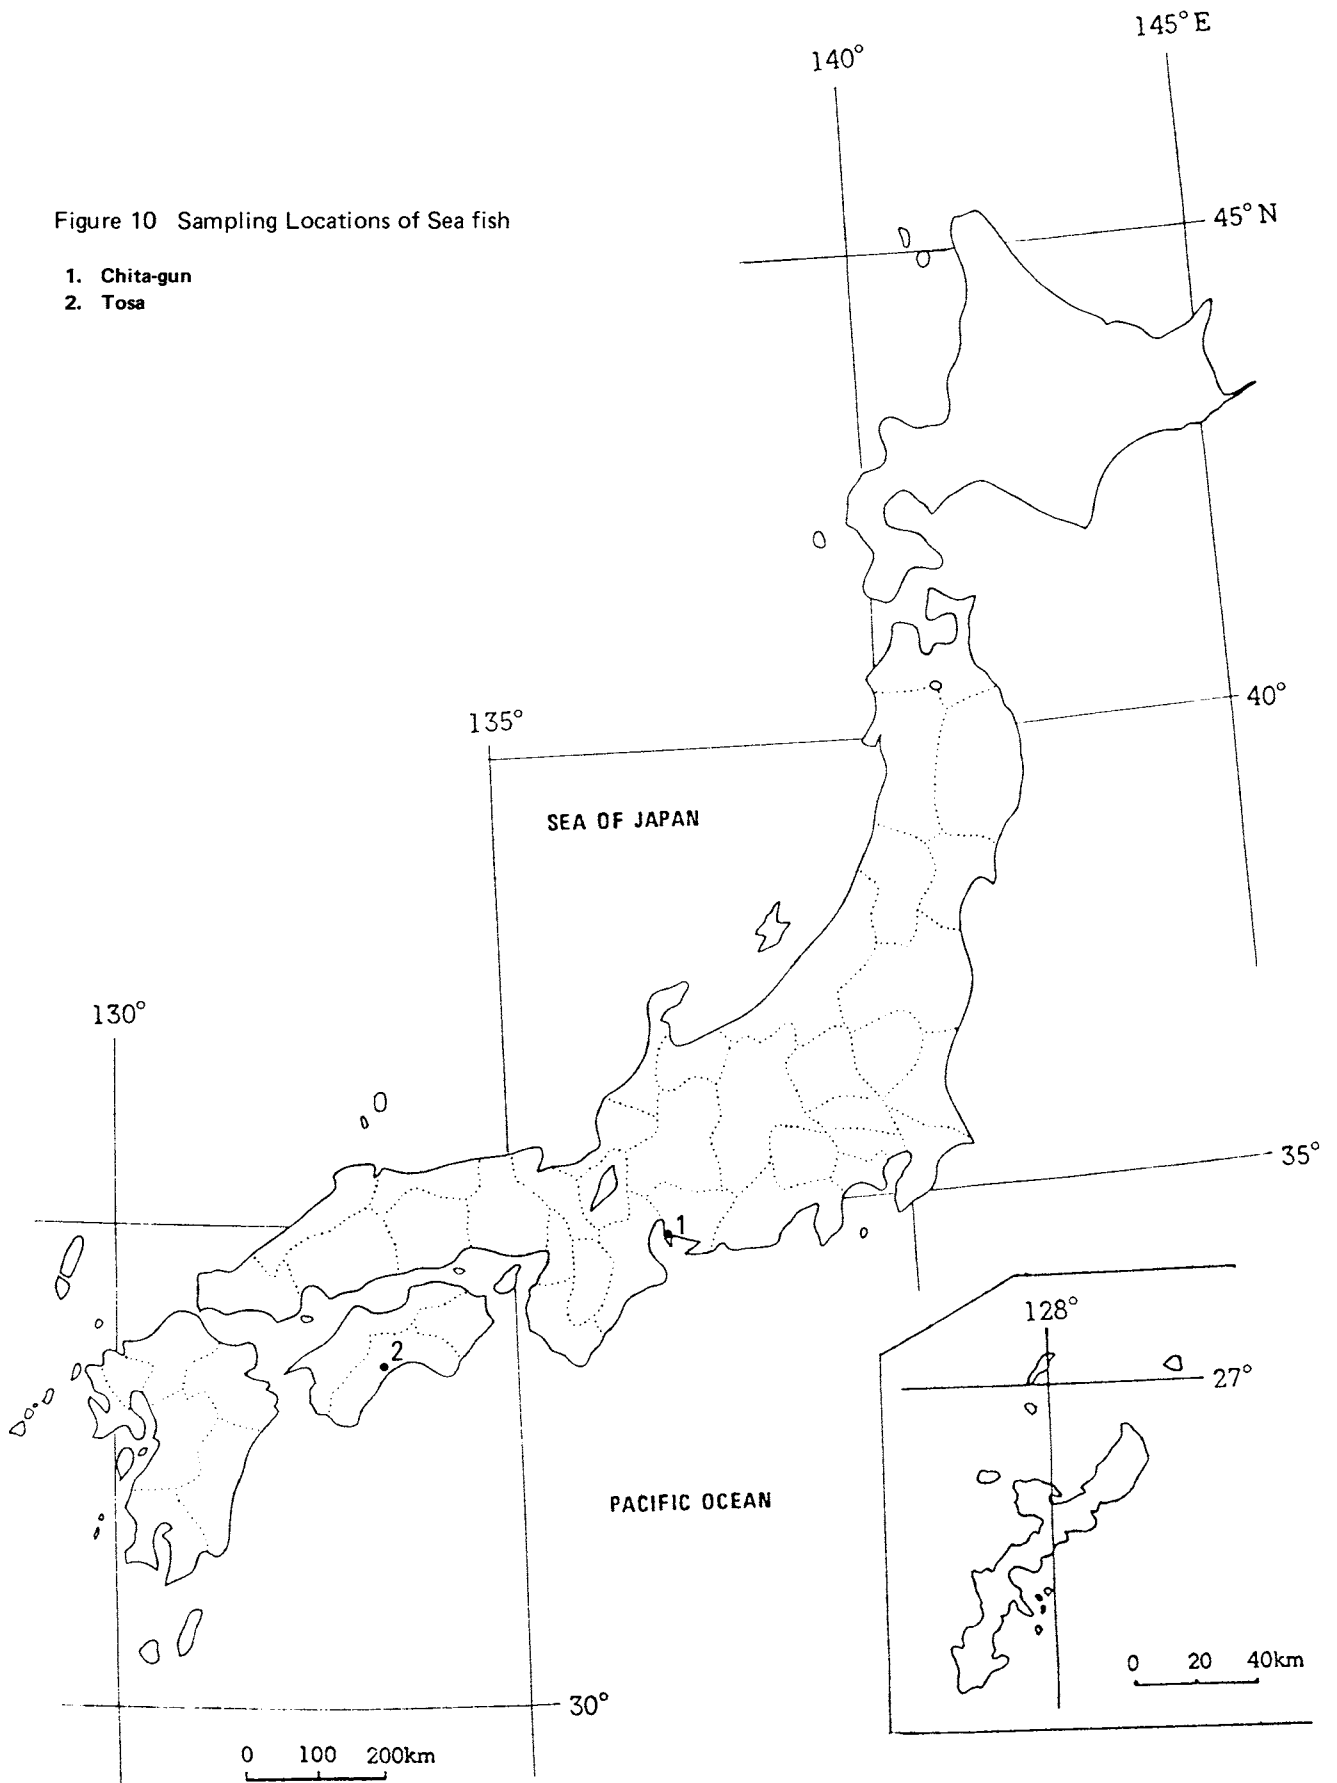 145°E
140°
Figure 10 Sampling Locations of Sea fish
45°N
1. Chita-gun
2. Tosa
40°
135°
SEA OF JAPAN
130°
35°
1
128°
2
27°
PACIFIC OCEAN
0 20 40km
30°
0 100 200km